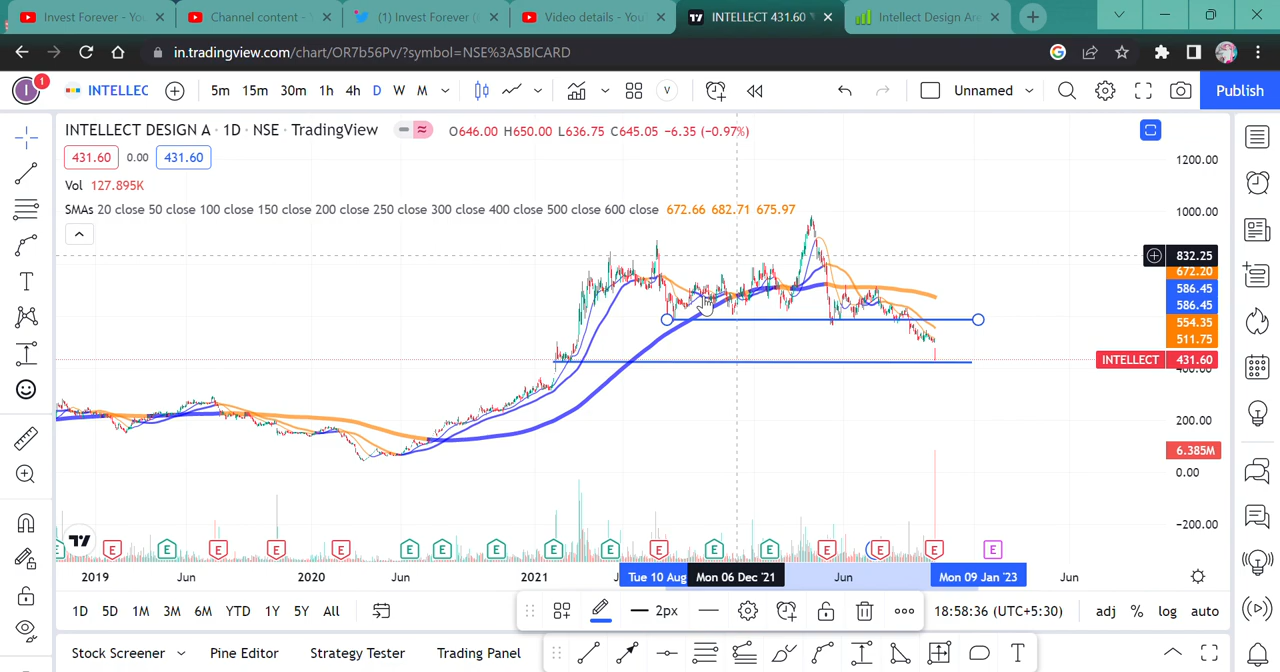 Invest Forever - You
Channel content - Yo
(1) Invest Forever (@
Video details - You
INTELLECT 431.60
Intellect Design Are
in.tradingview.com/chart/OR7b56Pv/?symbol=NSE%3ASBICARD
I 1 INTELLEC 5m 15m 30m 1h 4h D W M V Unnamed Publish
INTELLECT DESIGN A · 1D · NSE · TradingView O646.00 H650.00 L636.75 C645.05 −6.35 (−0.97%)
431.60 0.00 431.60
Vol 127.895K
SMAs 20 close 50 close 100 close 150 close 200 close 250 close 300 close 400 close 500 close 600 close 672.66 682.71 675.97
1200.00
1000.00
832.25
672.20
586.45
586.45
554.35
511.75
INTELLECT 431.60
400.00
200.00
6.385M
0.00
−200.00
E E E E E E E E E E E E E E E E E
2019 Jun 2020 Jun 2021 Tue 10 Aug Mon 06 Dec '21 Jun Mon 09 Jan '23 Jun
1D 5D 1M 3M 6M YTD 1Y 5Y All 2px 18:58:36 (UTC+5:30) adj % log auto
Stock Screener Pine Editor Strategy Tester Trading Panel